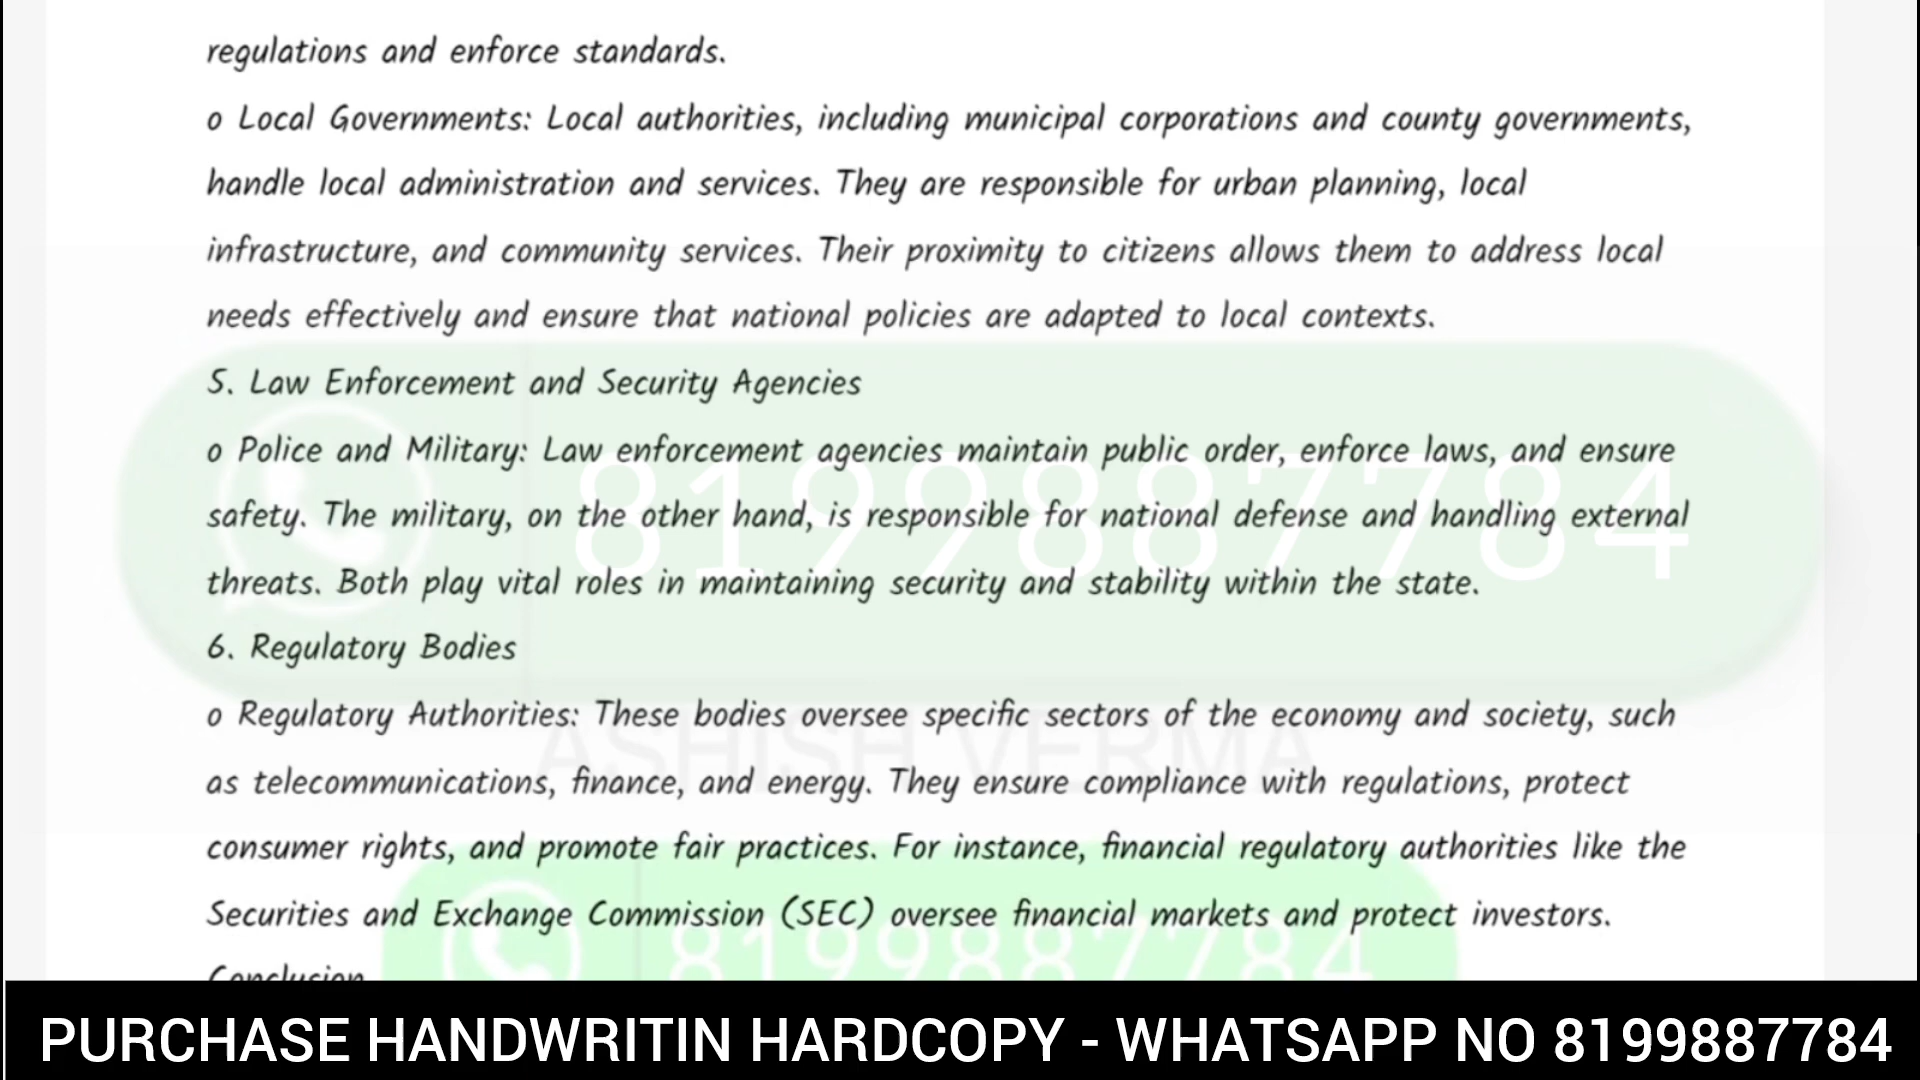 regulations and enforce standards.
o Local Governments: Local authorities, including municipal corporations and county governments,
handle local administration and services. They are responsible for urban planning, local
infrastructure, and community services. Their proximity to citizens allows them to address local
needs effectively and ensure that national policies are adapted to local contexts.
5. Law Enforcement and Security Agencies
o Police and Military: Law enforcement agencies maintain public order, enforce laws, and ensure
8199887784
safety. The military, on the other hand, is responsible for national defense and handling external
threats. Both play vital roles in maintaining security and stability within the state.
6. Regulatory Bodies
o Regulatory Authorities: These bodies oversee specific sectors of the economy and society, such
ASHISH VERMA
as telecommunications, finance, and energy. They ensure compliance with regulations, protect
consumer rights, and promote fair practices. For instance, financial regulatory authorities like the
Securities and Exchange Commission (SEC) oversee financial markets and protect investors.
8199887784
Conclusion
PURCHASE HANDWRITIN HARDCOPY - WHATSAPP NO 8199887784